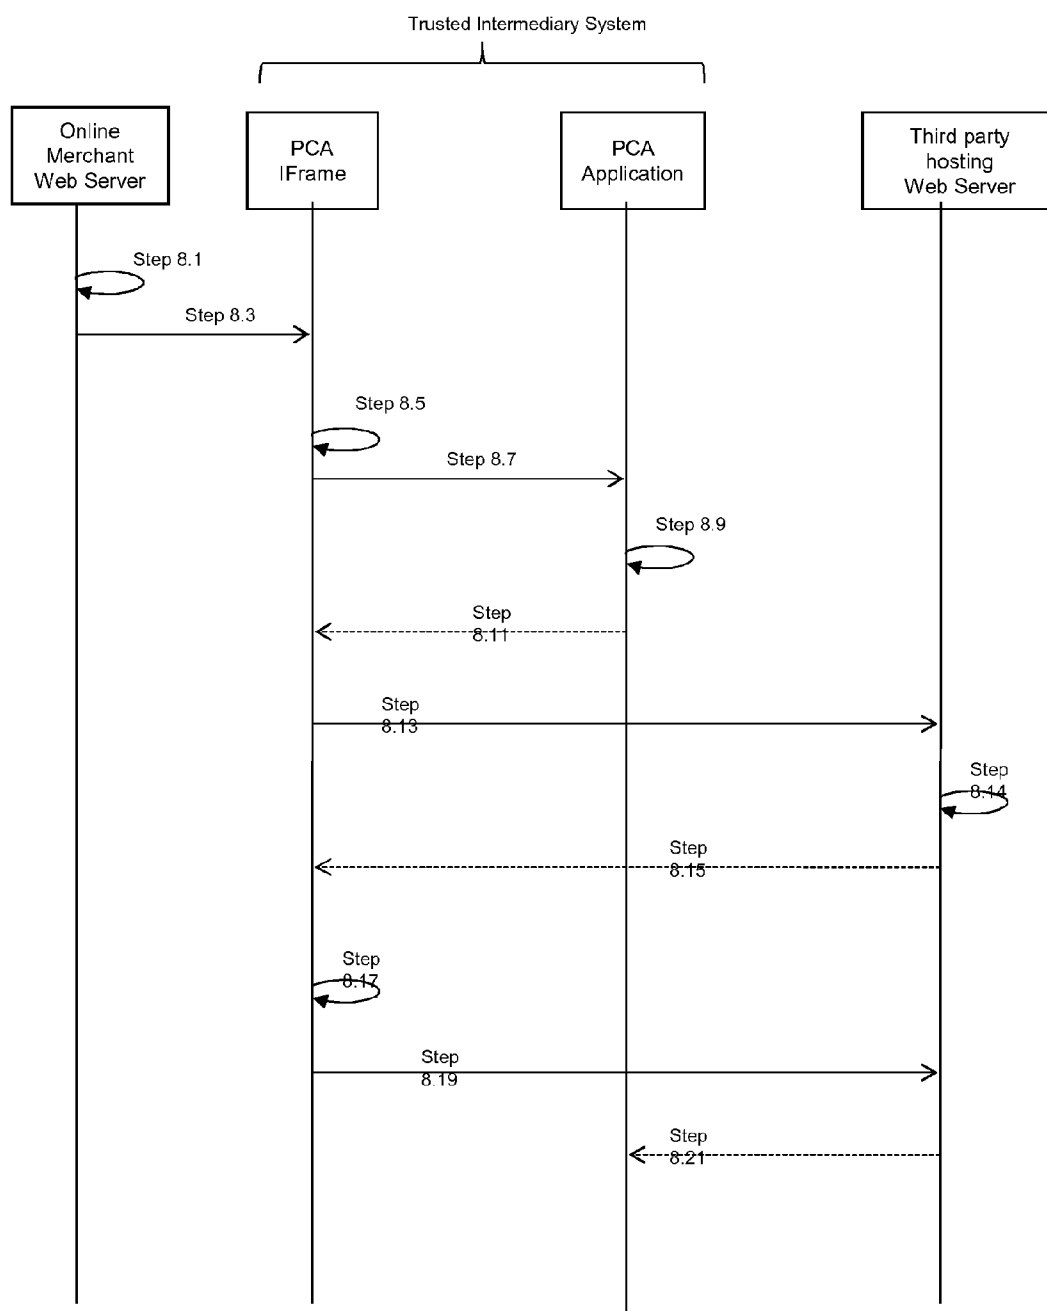 Trusted Intermediary System
Online
Merchant
Web Server
PCA
IFrame
PCA
Application
Third party
hosting
Web Server
Step 8.1
Step 8.3
Step 8.5
Step 8.7
Step 8.9
Step
8.11
Step
8.13
Step
8.14
Step
8.15
Step
8.17
Step
8.19
Step
8.21